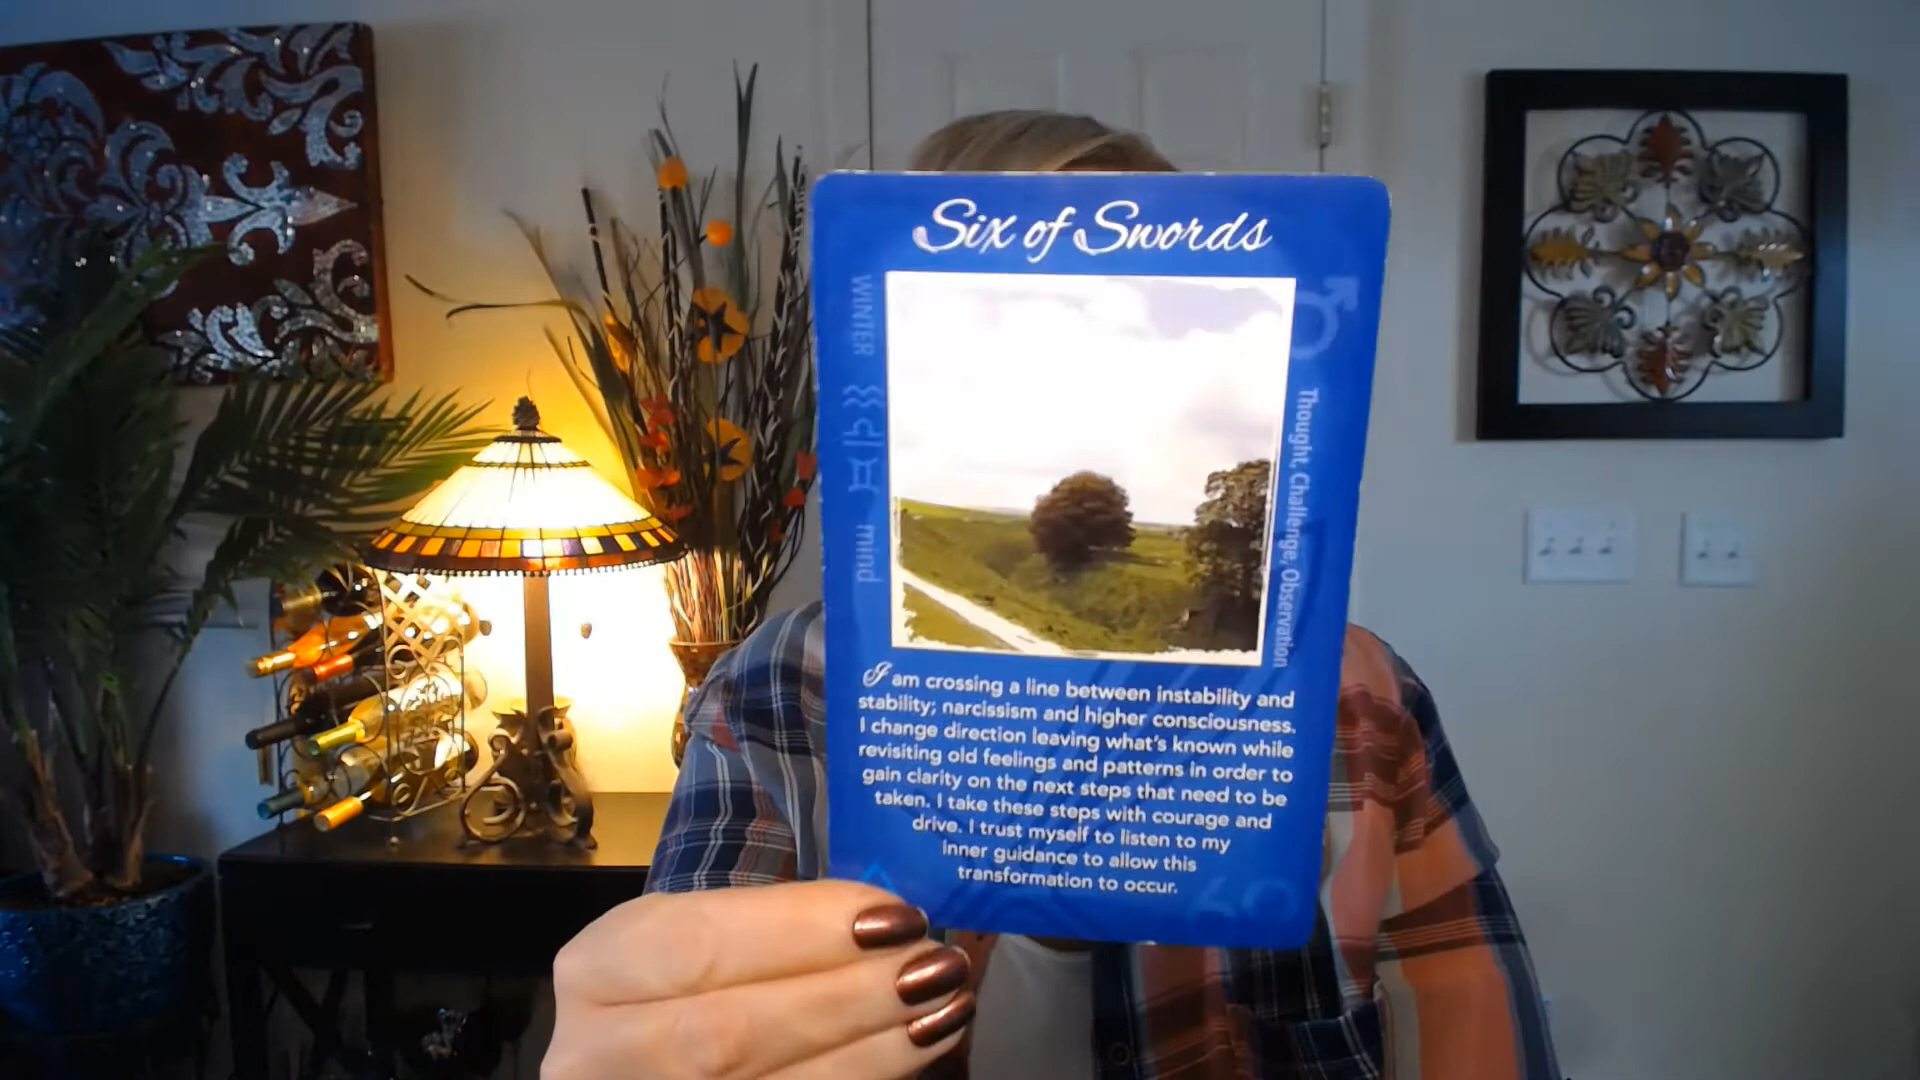 Six of Swords
WINTER
mind
Thought, Challenge, Observation
I am crossing a line between instability and
stability; narcissism and higher consciousness.
I change direction leaving what's known while
revisiting old feelings and patterns in order to
gain clarity on the next steps that need to be
taken. I take these steps with courage and
drive. I trust myself to listen to my
inner guidance to allow this
transformation to occur.